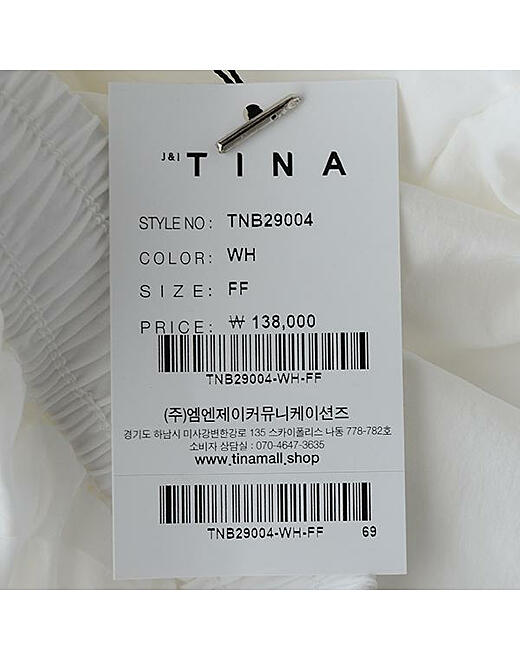 J&I TINA
STYLE NO: TNB29004
COLOR: WH
SIZE: FF
PRICE: ₩ 138,000
TNB29004-WH-FF
(주)엠엔제이커뮤니케이션즈
경기도 하남시 미사강변한강로 135 스카이폴리스 나동 778-782호
소비자 상담실 : 070-4647-3635
www.tinamall.shop
TNB29004-WH-FF 69